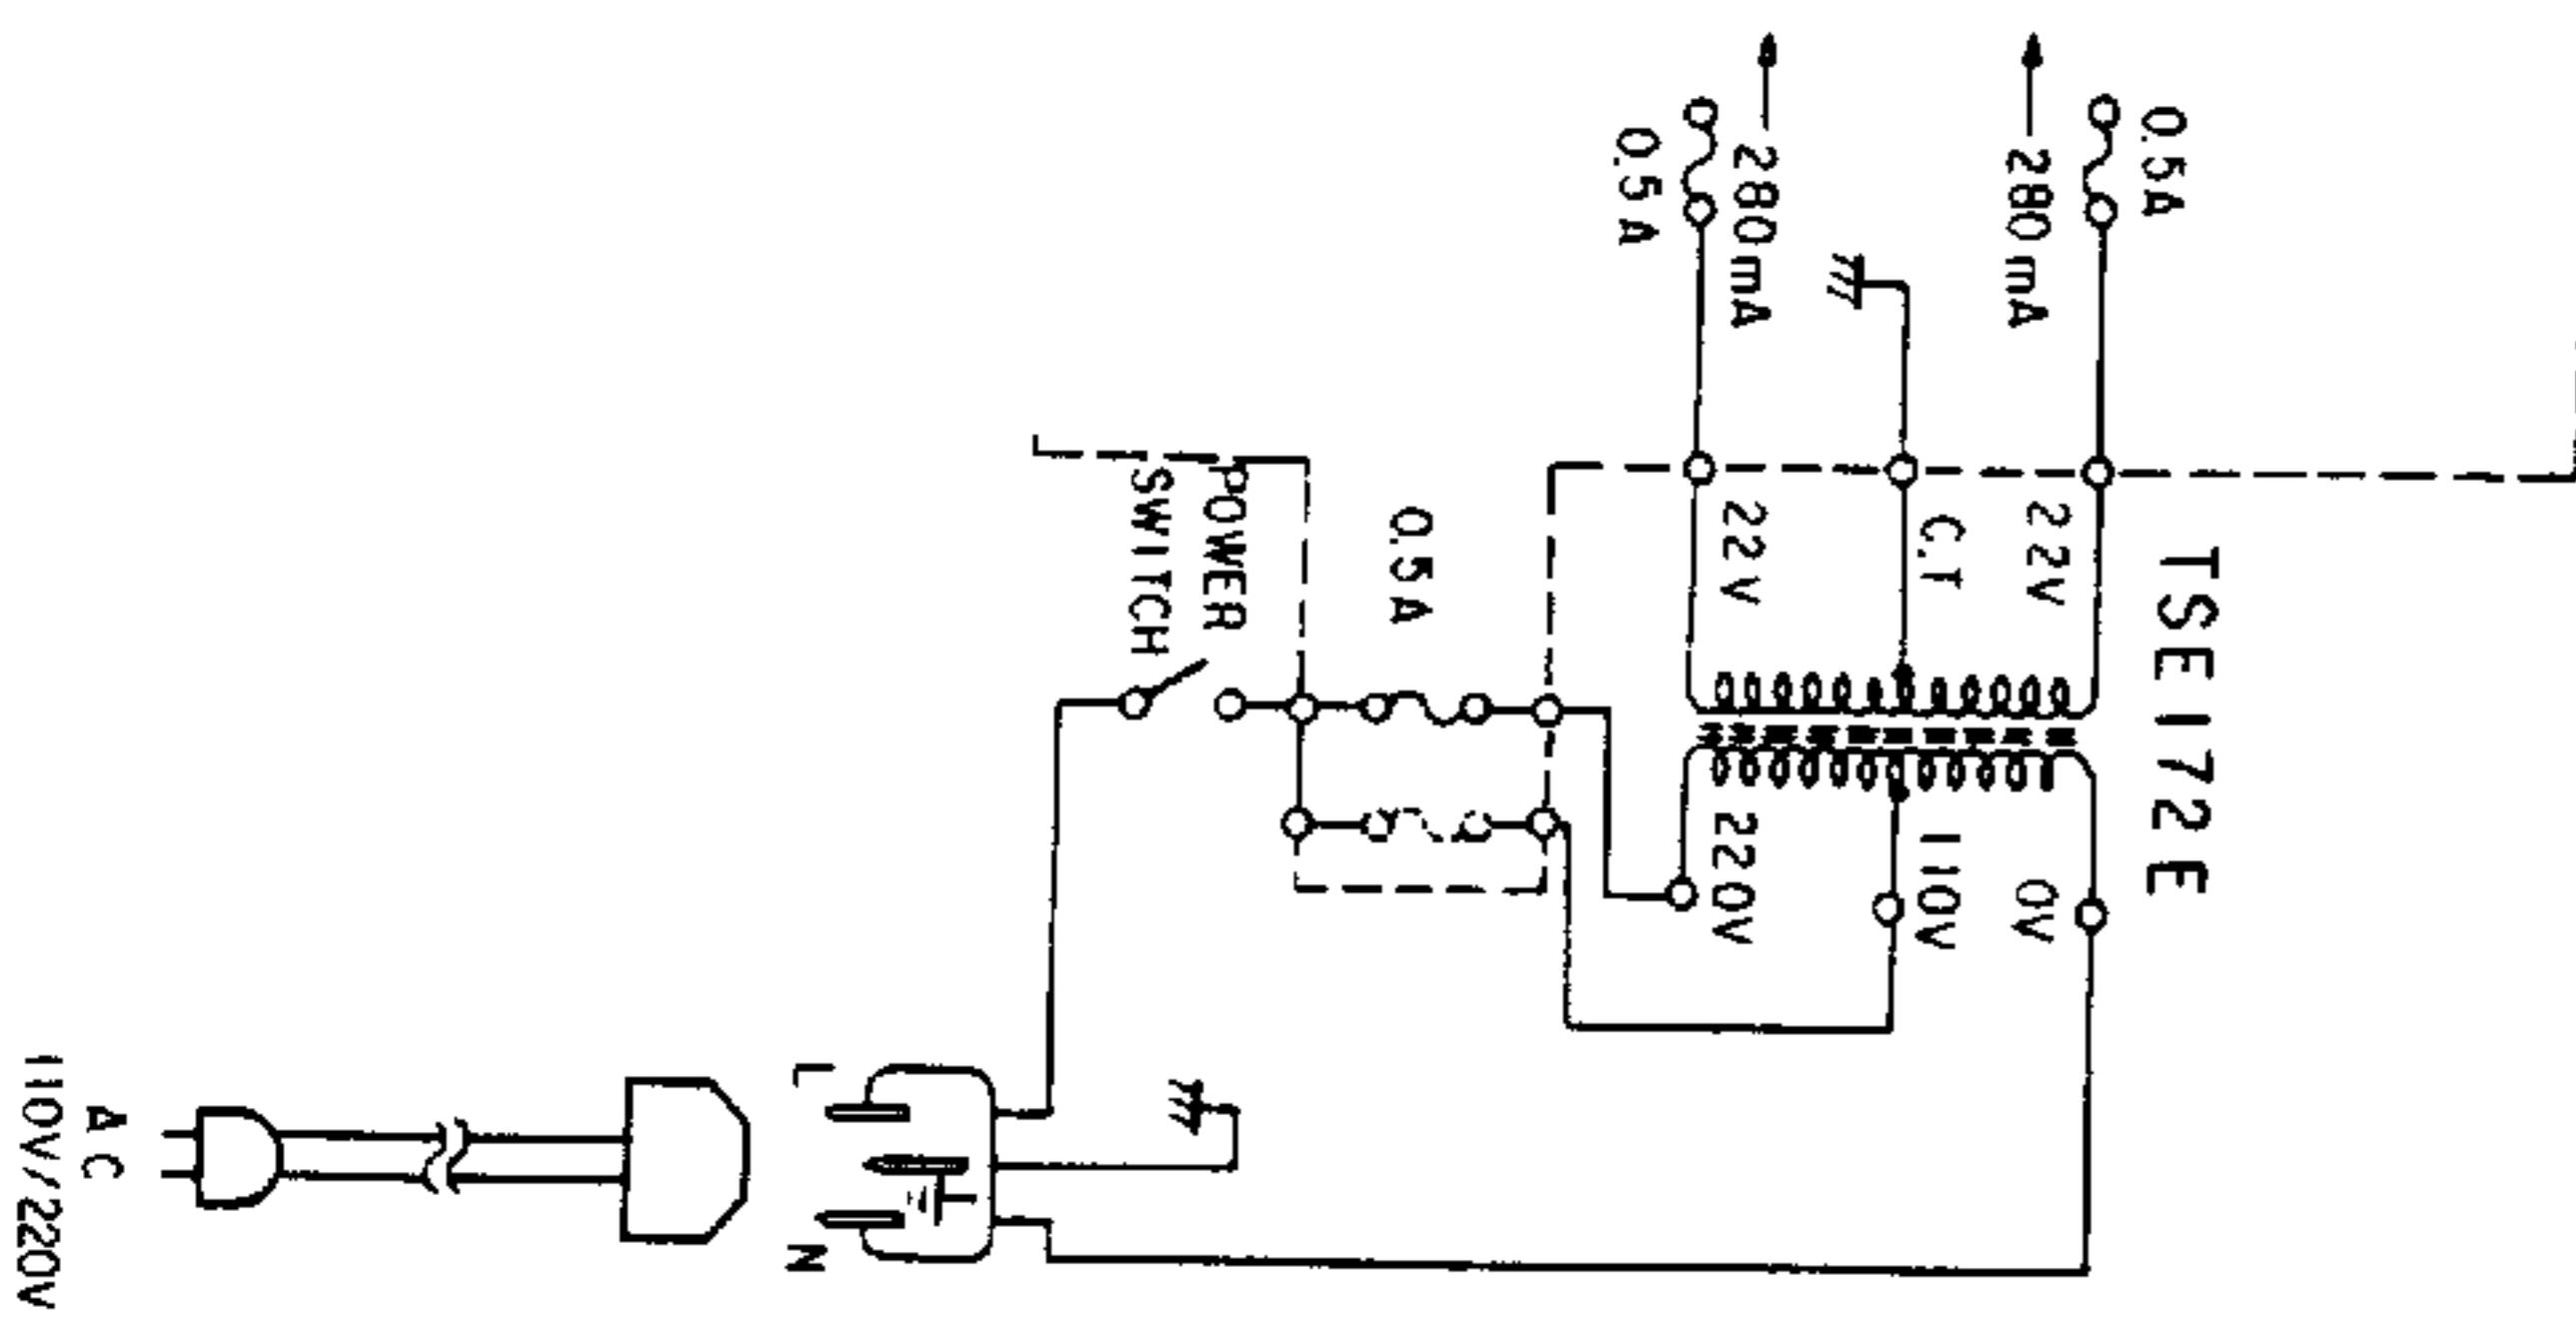 0.5A
280mA
280mA
0.5A
POWER
SWITCH
0.5A
22V
C.T
22V
TSE172E
220V
110V
0V
L
N
AC
110V//220V